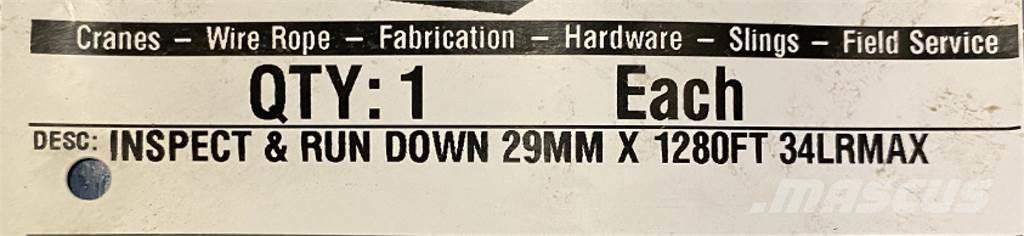 Cranes – Wire Rope – Fabrication – Hardware – Slings – Field Service
QTY: 1 Each
DESC: INSPECT & RUN DOWN 29MM X 1280FT 34LRMAX
.MASCUS